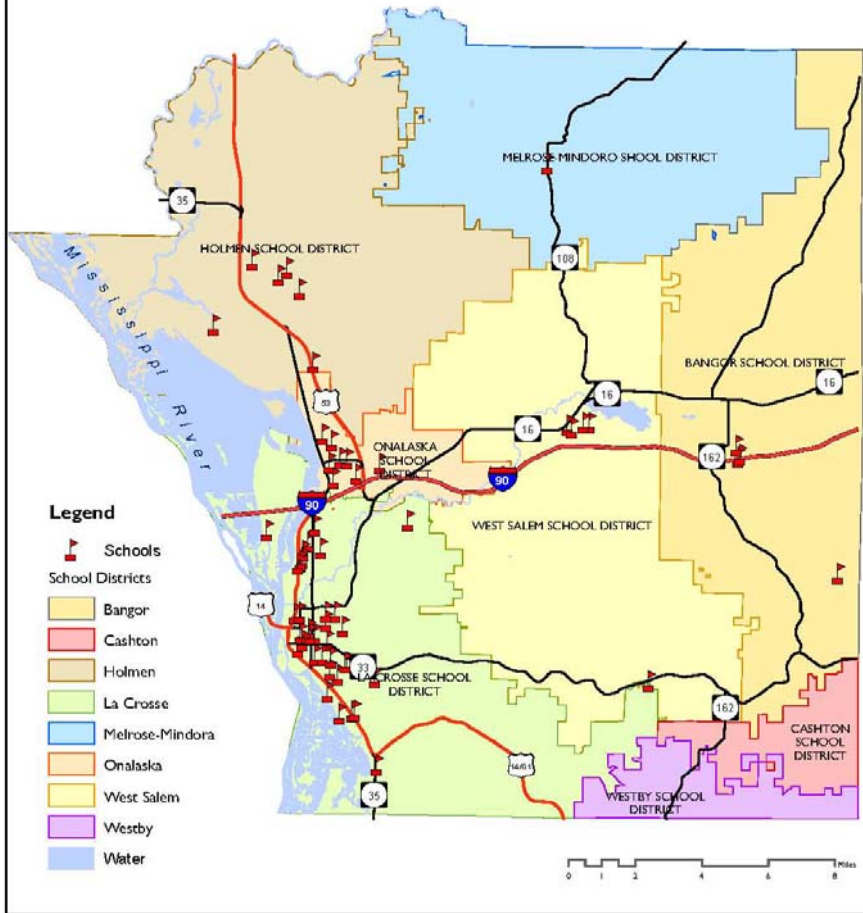 MELROSE-MINDORO SHOOL DISTRICT
35
HOLMEN SCHOOL DISTRICT
108
Mississippi River
BANGOR SCHOOL DISTRICT
16
16
53
16
ONALASKA
SCHOOL
DISTRICT
162
90
90
WEST SALEM SCHOOL DISTRICT
14
33
LA CROSSE SCHOOL
DISTRICT
162
CASHTON
SCHOOL
DISTRICT
14/61
35
WESTBY SCHOOL
DISTRICT
Legend
Schools
School Districts
Bangor
Cashton
Holmen
La Crosse
Melrose-Mindora
Onalaska
West Salem
Westby
Water
0 1 2 4 6 8
Miles